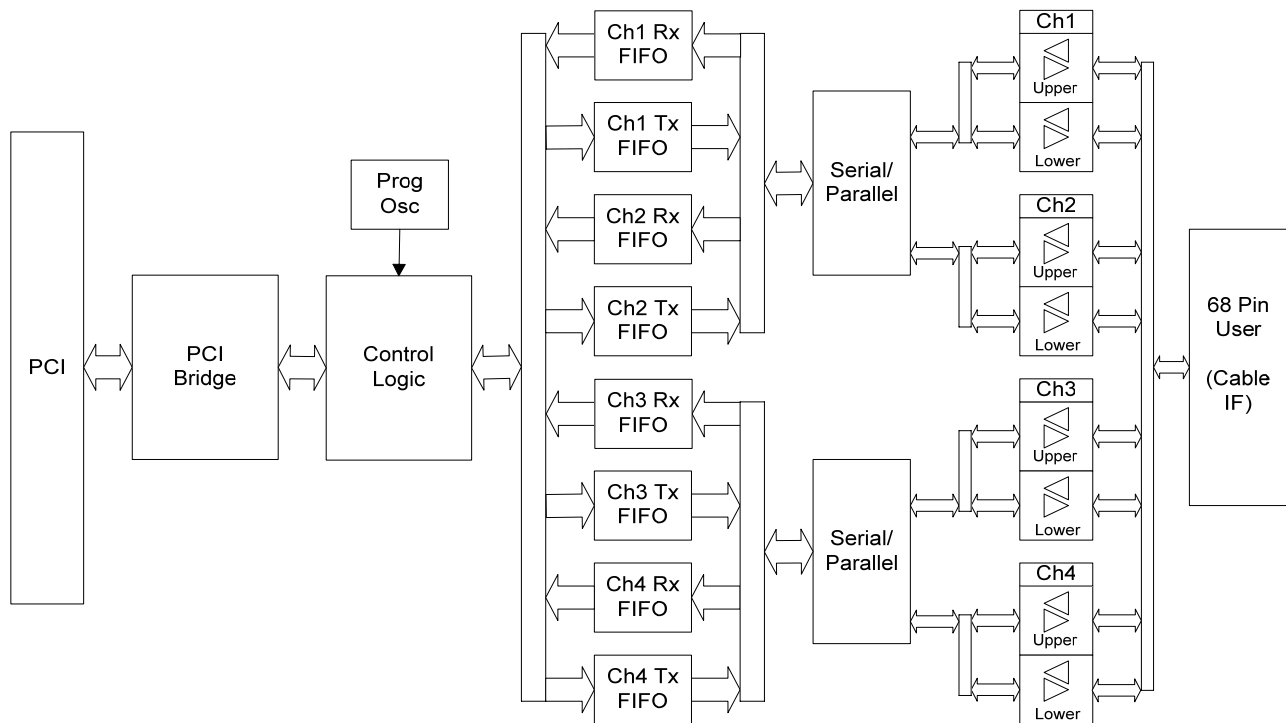 PCI
PCI
Bridge
Prog
Osc
Control
Logic
Ch1 Rx
FIFO
Ch1 Tx
FIFO
Ch2 Rx
FIFO
Ch2 Tx
FIFO
Ch3 Rx
FIFO
Ch3 Tx
FIFO
Ch4 Rx
FIFO
Ch4 Tx
FIFO
Serial/
Parallel
Serial/
Parallel
Ch1
Upper
Lower
Ch2
Upper
Lower
Ch3
Upper
Lower
Ch4
Upper
Lower
68 Pin
User
(Cable
IF)